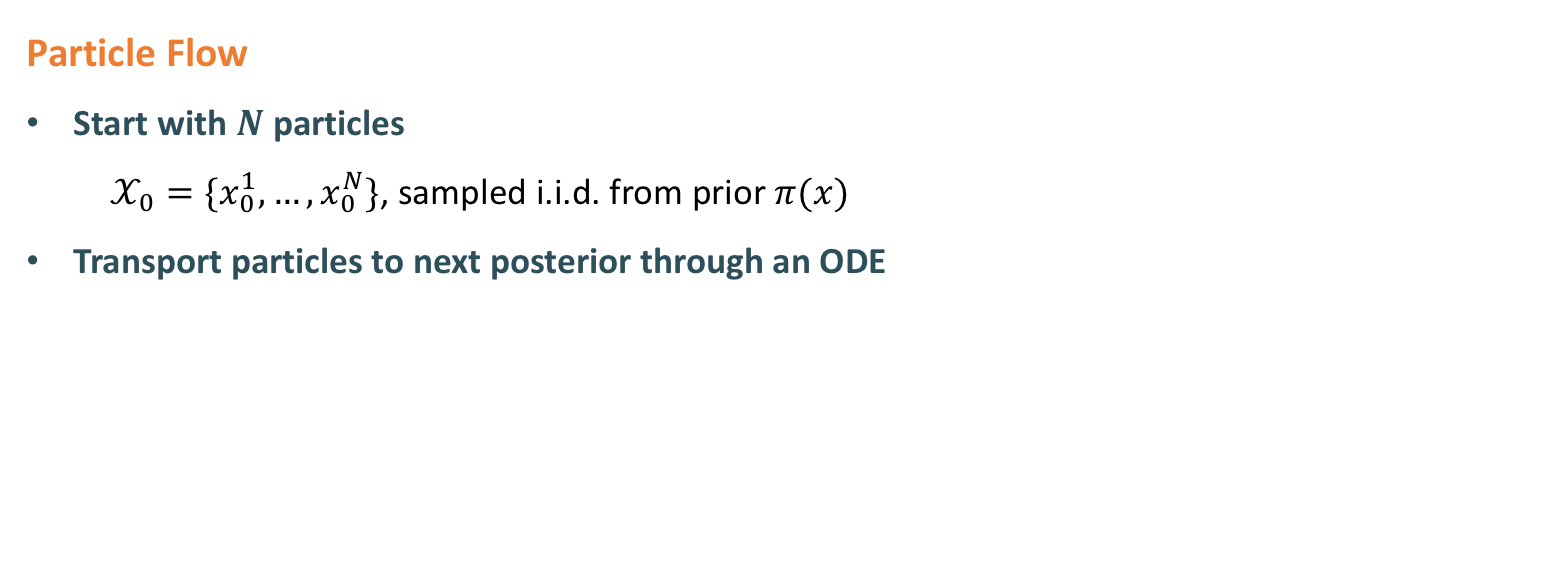 Particle Flow
• Start with 𝑁 particles
𝒳₀ = {𝑥₀¹, … , 𝑥₀ᴺ}, sampled i.i.d. from prior 𝜋(𝑥)
• Transport particles to next posterior through an ODE